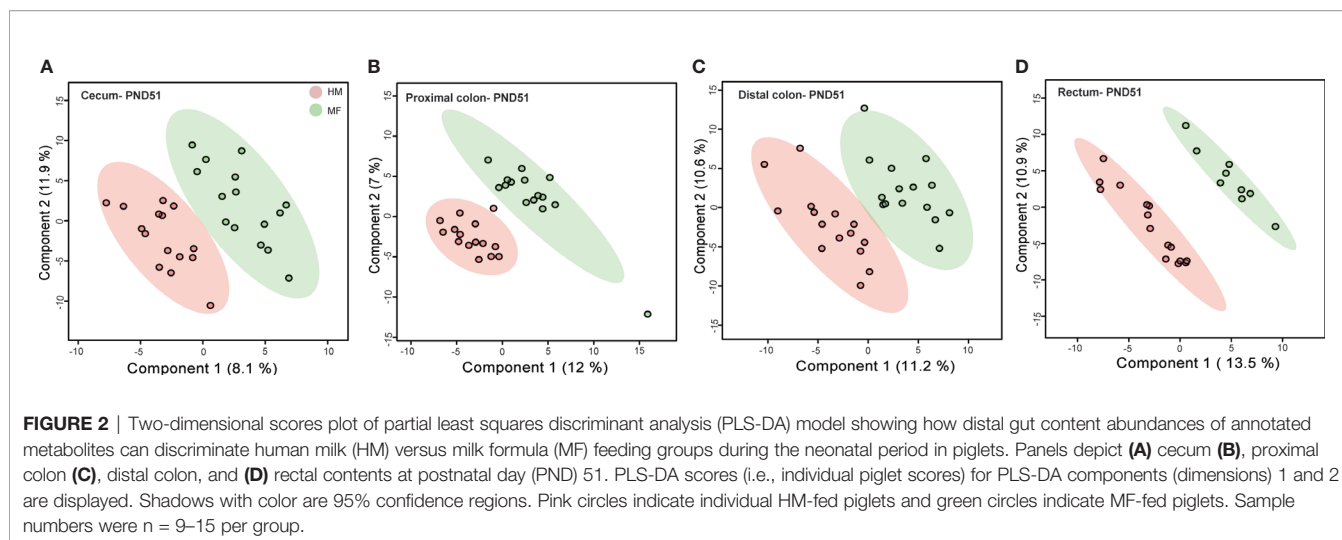 A
Cecum- PND51
HM
MF
Component 2 (11.9 %)
15
10
5
0
-5
-10
-10
-5
0
5
10
Component 1 (8.1 %)
B
Proximal colon- PND51
Component 2 (7 %)
15
10
5
0
-5
-10
-15
-10
-5
0
5
10
15
Component 1 (12 %)
C
Distal colon- PND51
Component 2 (10.6 %)
15
10
5
0
-5
-10
-15
-10
-5
0
5
10
Component 1 (11.2 %)
D
Rectum- PND51
Component 2 (10.9 %)
15
10
5
0
-5
-10
-15
-10
-5
0
5
10
Component 1 ( 13.5 %)
FIGURE 2 | Two-dimensional scores plot of partial least squares discriminant analysis (PLS-DA) model showing how distal gut content abundances of annotated
metabolites can discriminate human milk (HM) versus milk formula (MF) feeding groups during the neonatal period in piglets. Panels depict (A) cecum (B), proximal
colon (C), distal colon, and (D) rectal contents at postnatal day (PND) 51. PLS-DA scores (i.e., individual piglet scores) for PLS-DA components (dimensions) 1 and 2
are displayed. Shadows with color are 95% confidence regions. Pink circles indicate individual HM-fed piglets and green circles indicate MF-fed piglets. Sample
numbers were n = 9–15 per group.